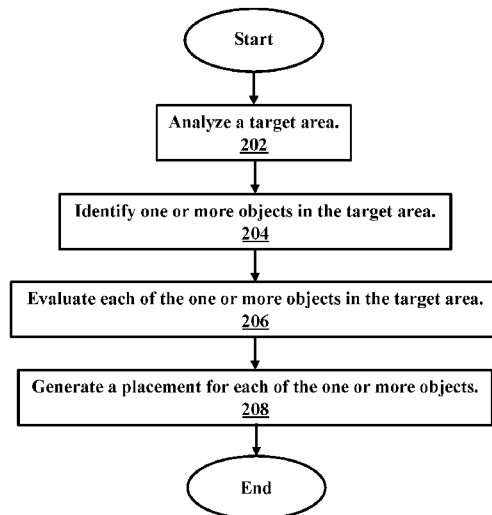 Start
Analyze a target area.
202
Identify one or more objects in the target area.
204
Evaluate each of the one or more objects in the target area.
206
Generate a placement for each of the one or more objects.
208
End